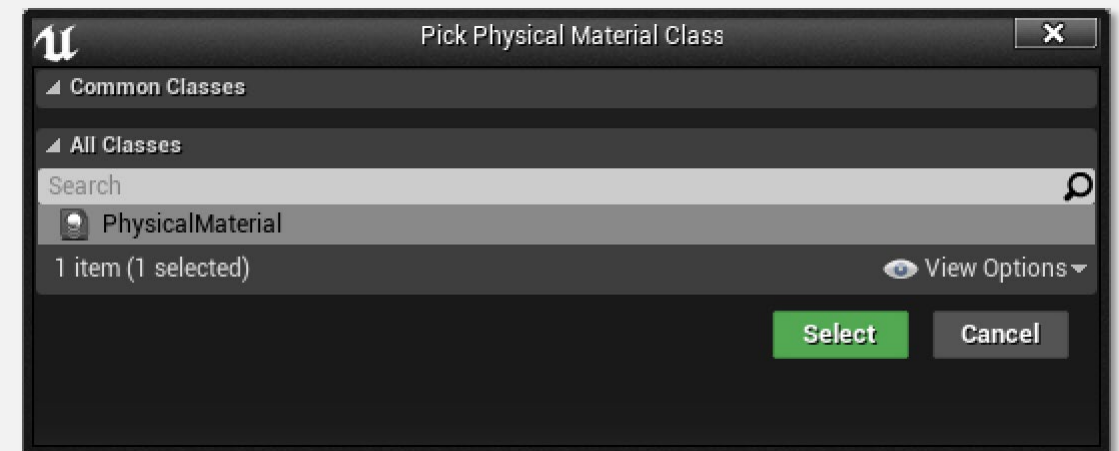 Pick Physical Material Class
Common Classes
All Classes
Search
PhysicalMaterial
1 item (1 selected)
View Options
Select
Cancel